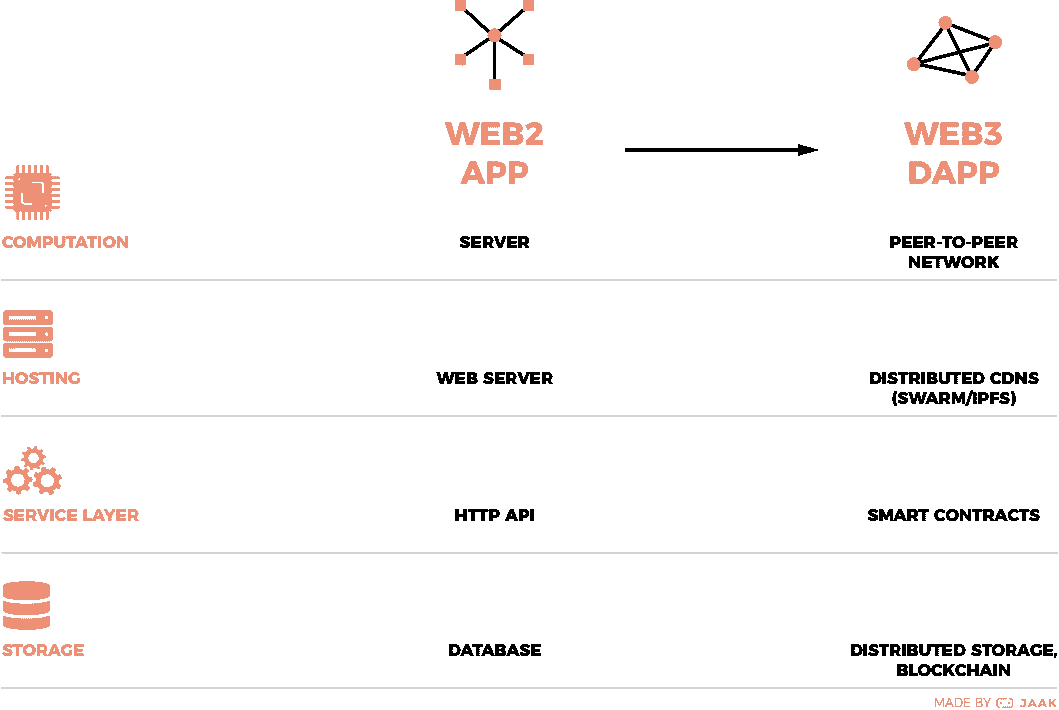 WEB2
APP
WEB3
DAPP
COMPUTATION
SERVER
PEER-TO-PEER
NETWORK
HOSTING
WEB SERVER
DISTRIBUTED CDNS
(SWARM/IPFS)
SERVICE LAYER
HTTP API
SMART CONTRACTS
STORAGE
DATABASE
DISTRIBUTED STORAGE,
BLOCKCHAIN
MADE BY JAAK